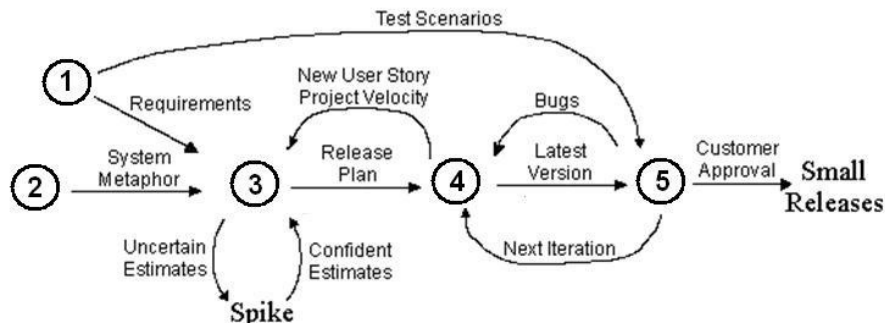 Test Scenarios
1
New User Story
Project Velocity
Requirements
Bugs
System
Metaphor
Release
Plan
Latest
Version
Customer
Approval
2
3
4
5
Small
Releases
Uncertain
Estimates
Confident
Estimates
Next Iteration
Spike